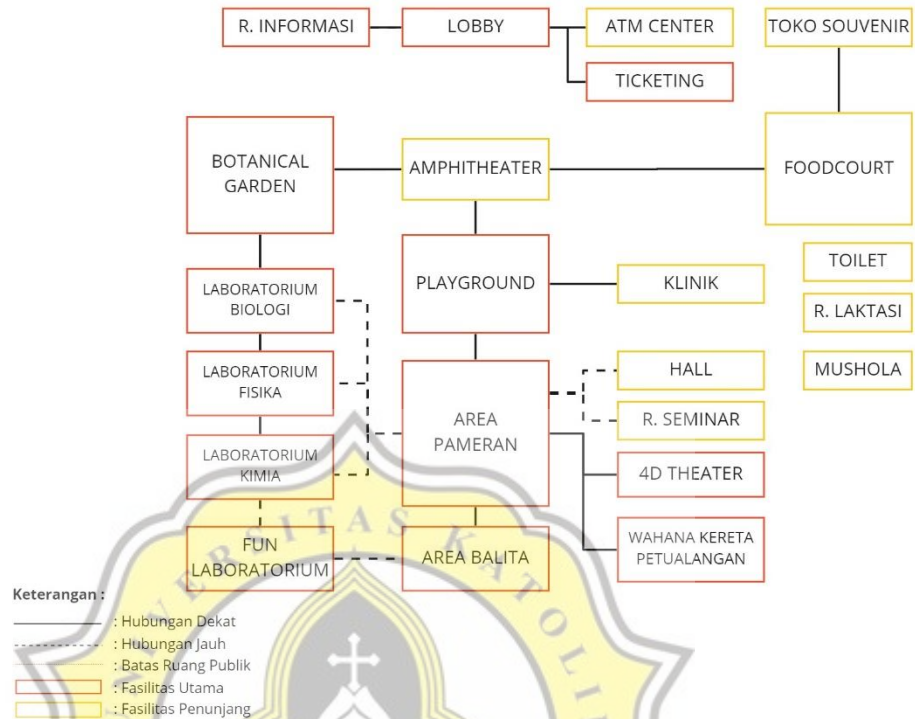 R. INFORMASI
LOBBY
ATM CENTER
TOKO SOUVENIR
TICKETING
BOTANICAL
GARDEN
AMPHITHEATER
FOODCOURT
PLAYGROUND
KLINIK
TOILET
R. LAKTASI
MUSHOLA
LABORATORIUM
BIOLOGI
LABORATORIUM
FISIKA
LABORATORIUM
KIMIA
AREA
PAMERAN
HALL
R. SEMINAR
4D THEATER
WAHANA KERETA
PETUALANGAN
FUN
LABORATORIUM
AREA BALITA
Keterangan :
: Hubungan Dekat
: Hubungan Jauh
: Batas Ruang Publik
: Fasilitas Utama
: Fasilitas Penunjang